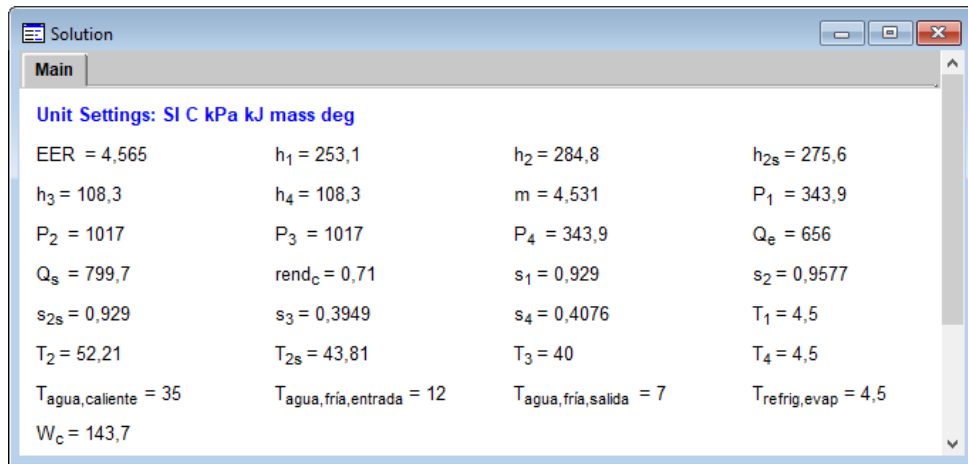 Solution
Main
Unit Settings: SI C kPa kJ mass deg
EER = 4,565 h1 = 253,1 h2 = 284,8 h2s = 275,6
h3 = 108,3 h4 = 108,3 m = 4,531 P1 = 343,9
P2 = 1017 P3 = 1017 P4 = 343,9 Qe = 656
Qs = 799,7 rendc = 0,71 s1 = 0,929 s2 = 0,9577
s2s = 0,929 s3 = 0,3949 s4 = 0,4076 T1 = 4,5
T2 = 52,21 T2s = 43,81 T3 = 40 T4 = 4,5
Tagua,caliente = 35 Tagua,fría,entrada = 12 Tagua,fría,salida = 7 Trefrig,evap = 4,5
Wc = 143,7